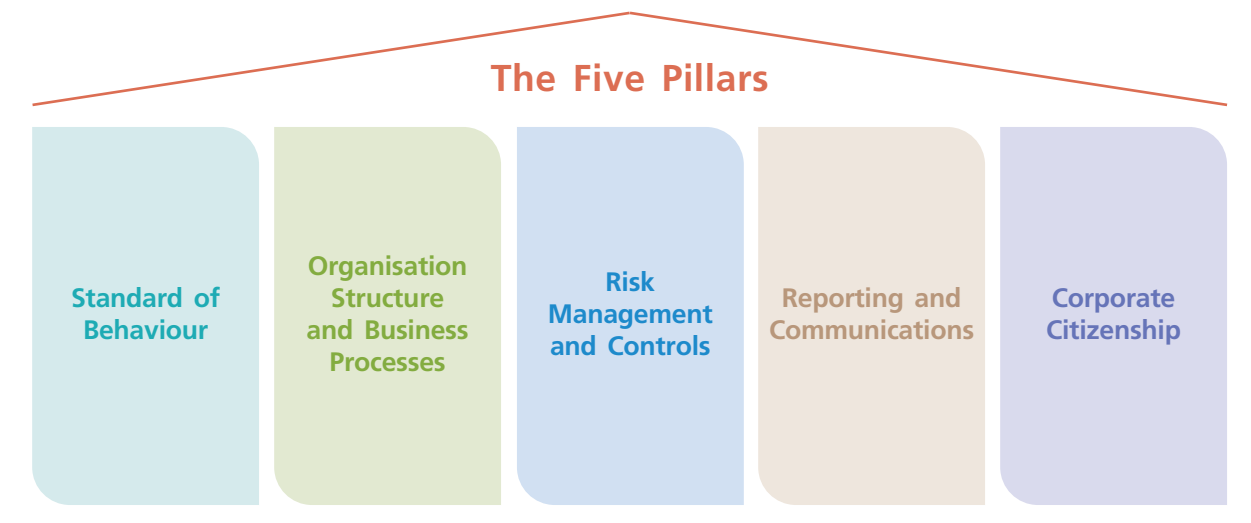 The Five Pillars
Standard of
Behaviour
Organisation
Structure
and Business
Processes
Risk
Management
and Controls
Reporting and
Communications
Corporate
Citizenship